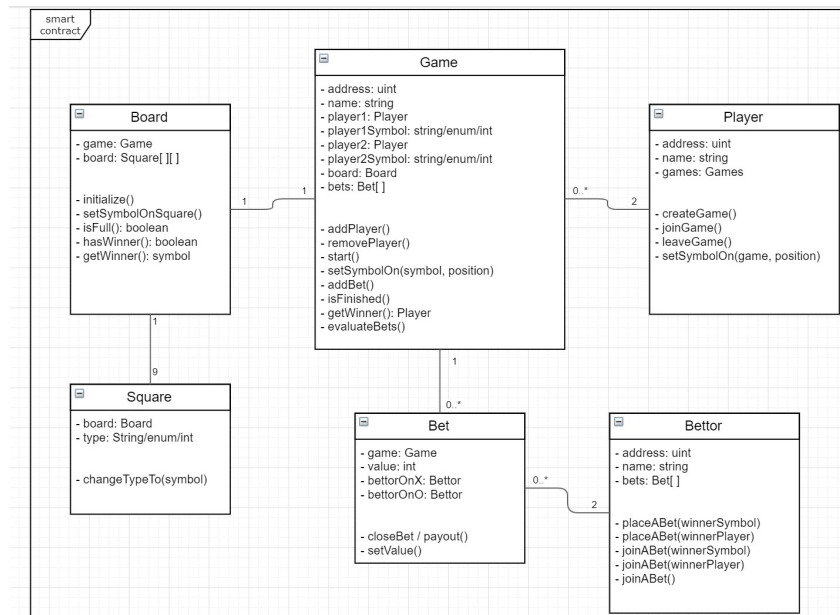 smart
contract
Game
- address: uint
- name: string
- player1: Player
- player1Symbol: string/enum/int
- player2: Player
- player2Symbol: string/enum/int
- board: Board
- bets: Bet[ ]
- addPlayer()
- removePlayer()
- start()
- setSymbolOn(symbol, position)
- addBet()
- isFinished()
- getWinner(): Player
- evaluateBets()
Board
- game: Game
- board: Square[ ][ ]
- initialize()
- setSymbolOnSquare()
- isFull(): boolean
- hasWinner(): boolean
- getWinner(): symbol
1
1
Player
- address: uint
- name: string
- games: Games
- createGame()
- joinGame()
- leaveGame()
- setSymbolOn(game, position)
0..*
2
1
9
Square
- board: Board
- type: String/enum/int
- changeTypeTo(symbol)
1
0..*
Bet
- game: Game
- value: int
- bettorOnX: Bettor
- bettorOnO: Bettor
- closeBet / payout()
- setValue()
0..*
2
Bettor
- address: uint
- name: string
- bets: Bet[ ]
- placeABet(winnerSymbol)
- placeABet(winnerPlayer)
- joinABet(winnerSymbol)
- joinABet(winnerPlayer)
- joinABet()